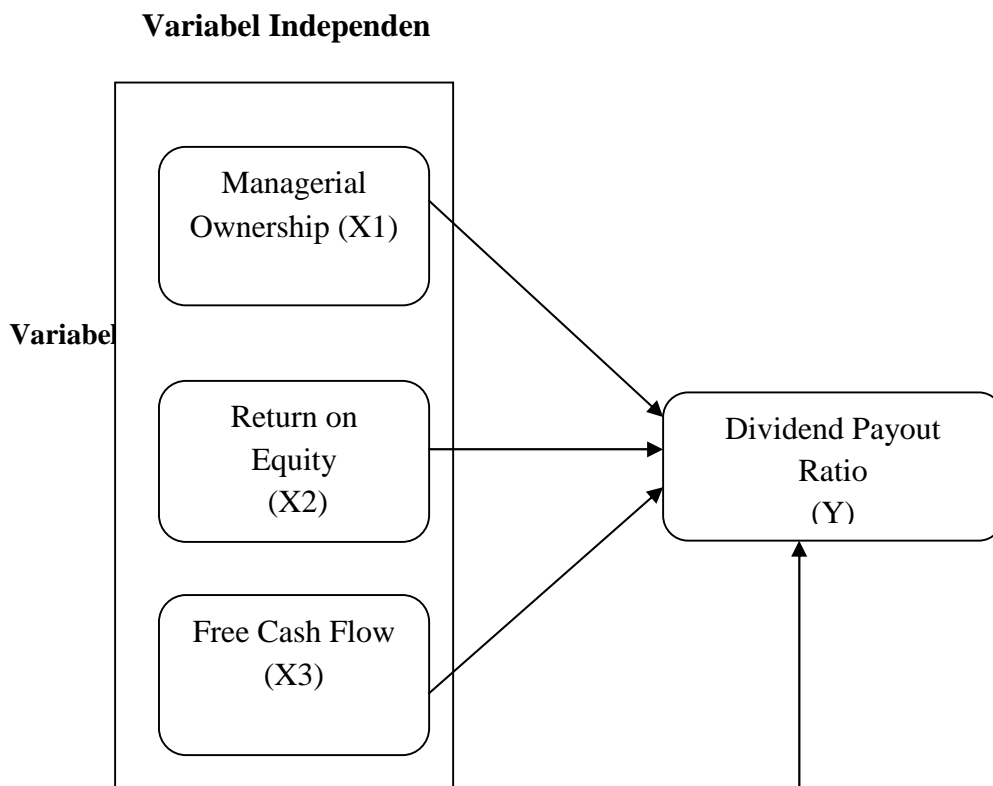 Variabel Independen
Managerial
Ownership (X1)
Variabel
Return on
Equity
(X2)
Dividend Payout
Ratio
(Y)
Free Cash Flow
(X3)